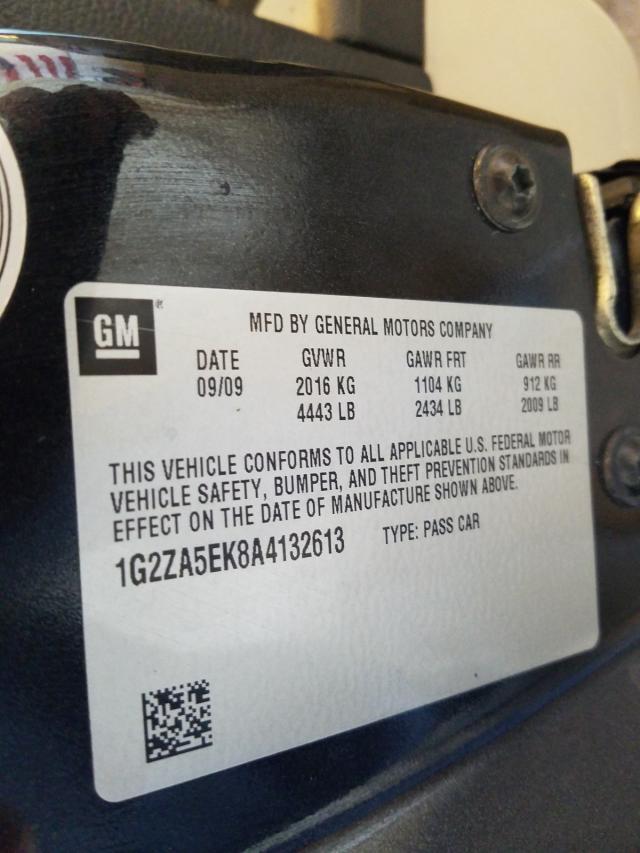 GM ®
MFD BY GENERAL MOTORS COMPANY
DATE GVWR GAWR FRT GAWR RR
09/09 2016 KG 1104 KG 912 KG
4443 LB 2434 LB 2009 LB
THIS VEHICLE CONFORMS TO ALL APPLICABLE U.S. FEDERAL MOTOR
VEHICLE SAFETY, BUMPER, AND THEFT PREVENTION STANDARDS IN
EFFECT ON THE DATE OF MANUFACTURE SHOWN ABOVE.
1G2ZA5EK8A4132613 TYPE: PASS CAR